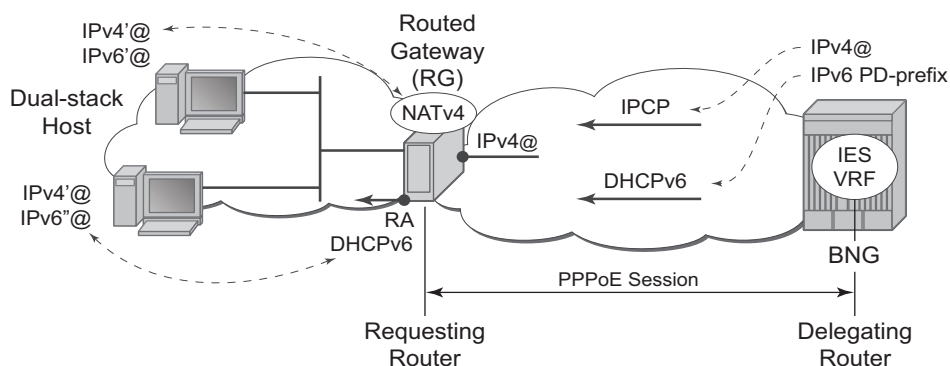 IPv4'@
IPv6'@
Routed
Gateway
(RG)
IPv4@
IPv6 PD-prefix
Dual-stack
Host
NATv4
IPCP
IPv4@
IES
VRF
DHCPv6
IPv4'@
IPv6"@
RA
DHCPv6
BNG
PPPoE Session
Requesting
Router
Delegating
Router